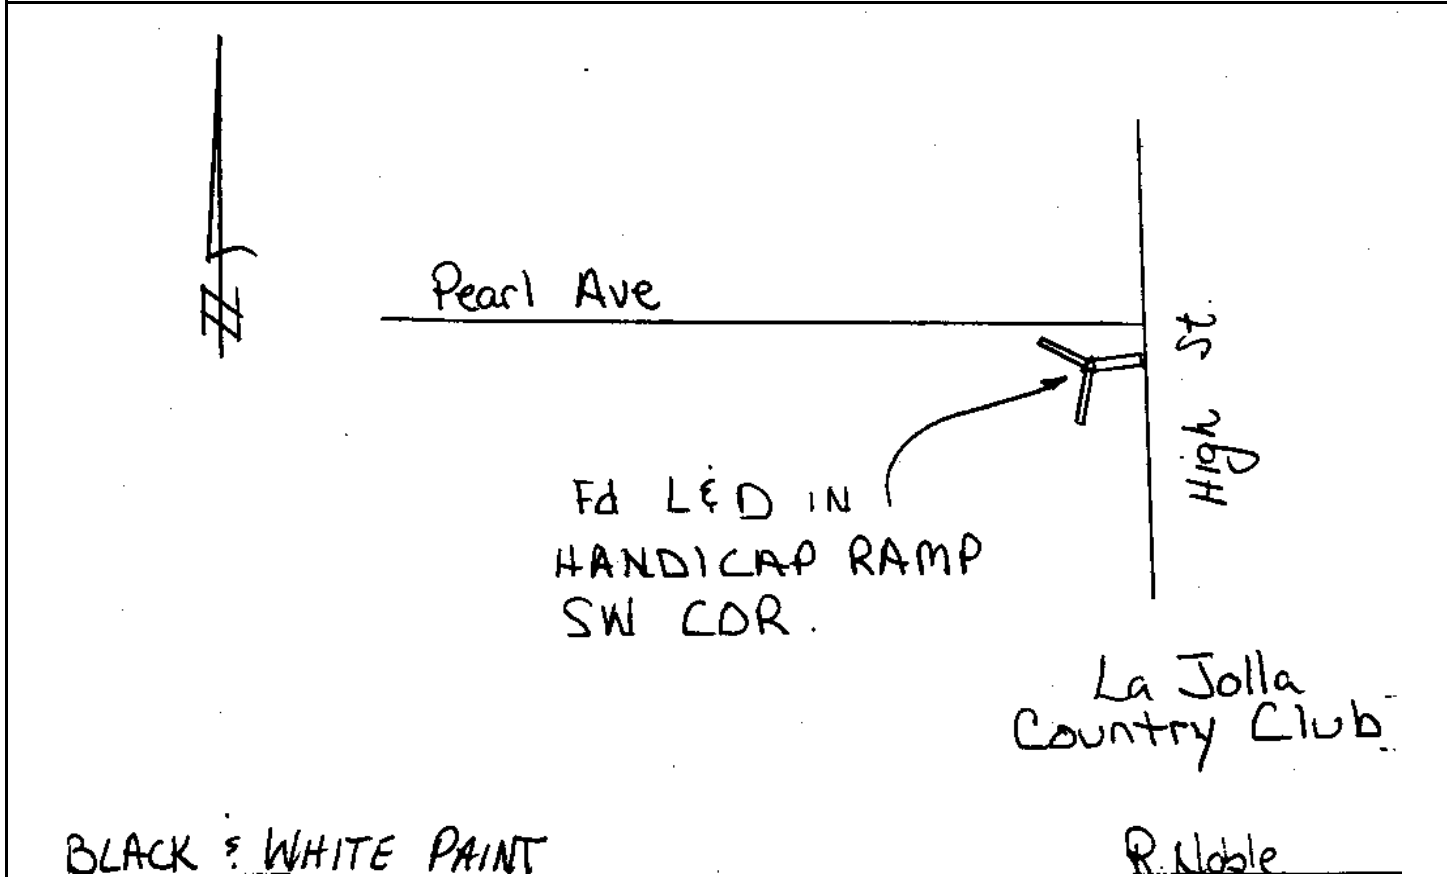 Pearl Ave
High St.
Fd L & D IN
HANDICAP RAMP
SW COR.
La Jolla
Country Club
BLACK & WHITE PAINT
R. Noble